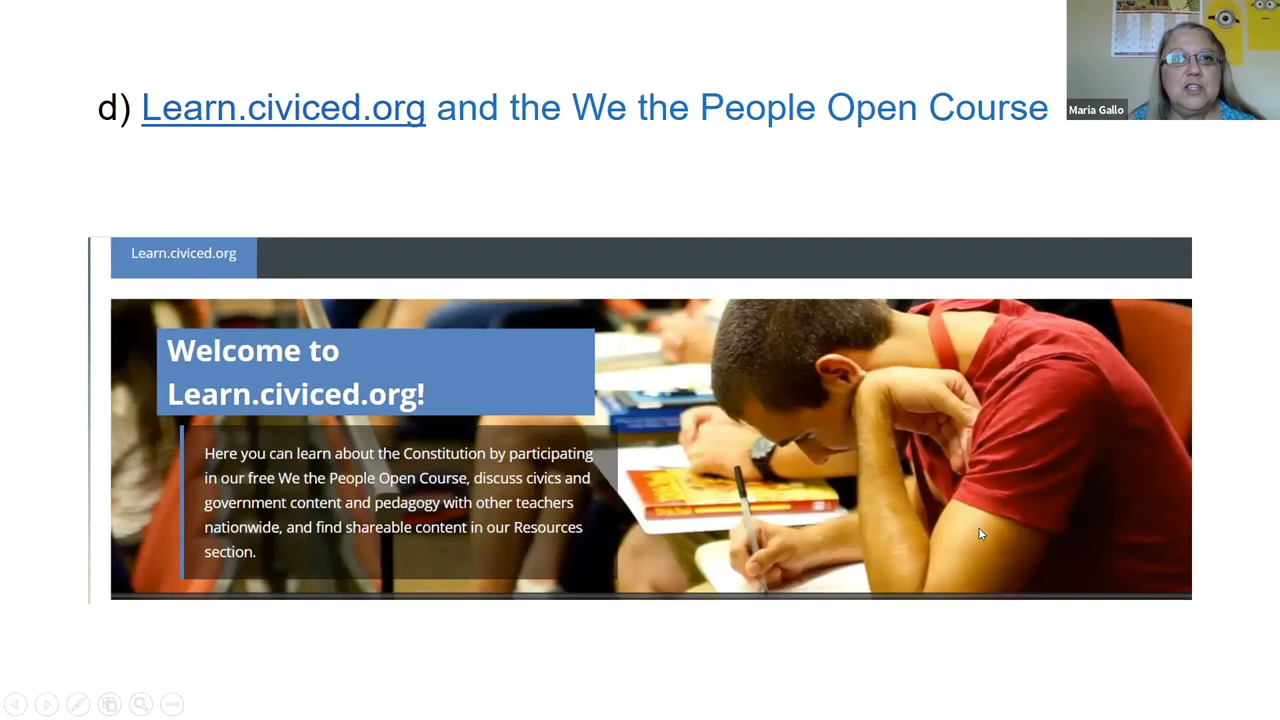 d) Learn.civiced.org and the We the People Open Course
Maria Gallo
Learn.civiced.org
Welcome to
Learn.civiced.org!
Here you can learn about the Constitution by participating
in our free We the People Open Course, discuss civics and
government content and pedagogy with other teachers
nationwide, and find shareable content in our Resources
section.